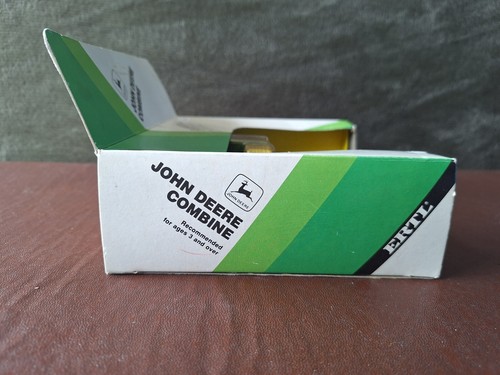 JOHN DEERE
COMBINE
JOHN DEERE
Recommended
for ages 3 and over
ERTL